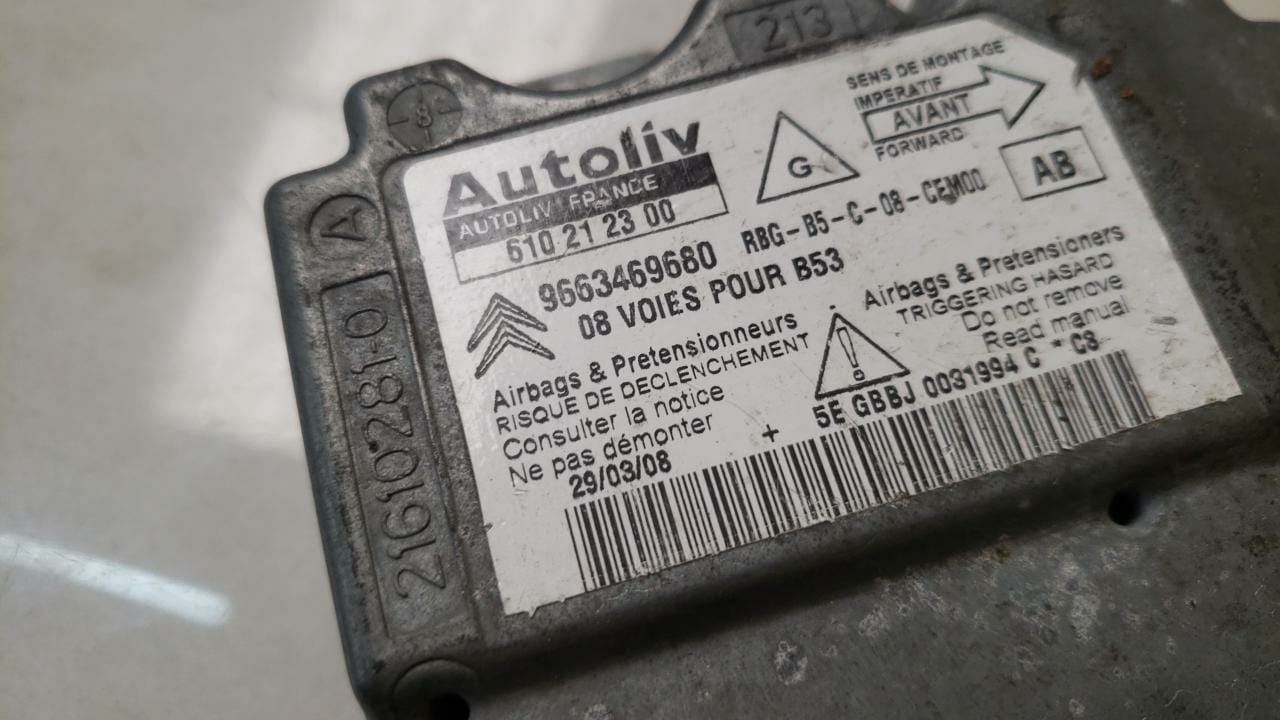 213
8
A
21610281-0
Autoliv
AUTOLIV FRANCE
610 21 23 00
G
SENS DE MONTAGE
IMPERATIF
AVANT
FORWARD
AB
9663469680 RBG-B5-C-08-CEM00
08 VOIES POUR B53
Airbags & Pretensionneurs
RISQUE DE DECLENCHEMENT
Consulter la notice
Ne pas démonter
29/03/08
!
Airbags & Pretensioners
TRIGGERING HASARD
Do not remove
Read manual
+ 5E GBBJ 0031994 C * C8